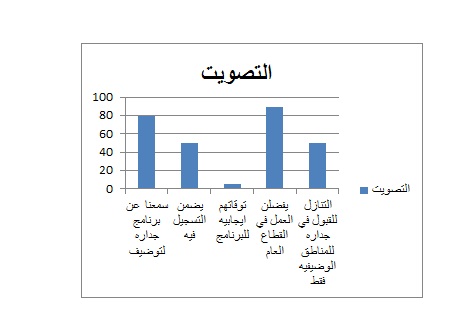 التصويت
100
80
60
40
20
0
سمعنا عن
برنامج
جداره
لتوضيف
يضمن
التسجيل
فيه
توقاتهم
ايجابيه
للبرنامج
يفضلن
العمل في
القطاع
العام
التنازل
للقبول في
جداره
للمناطق
الوضيفيه
فقط
التصويت